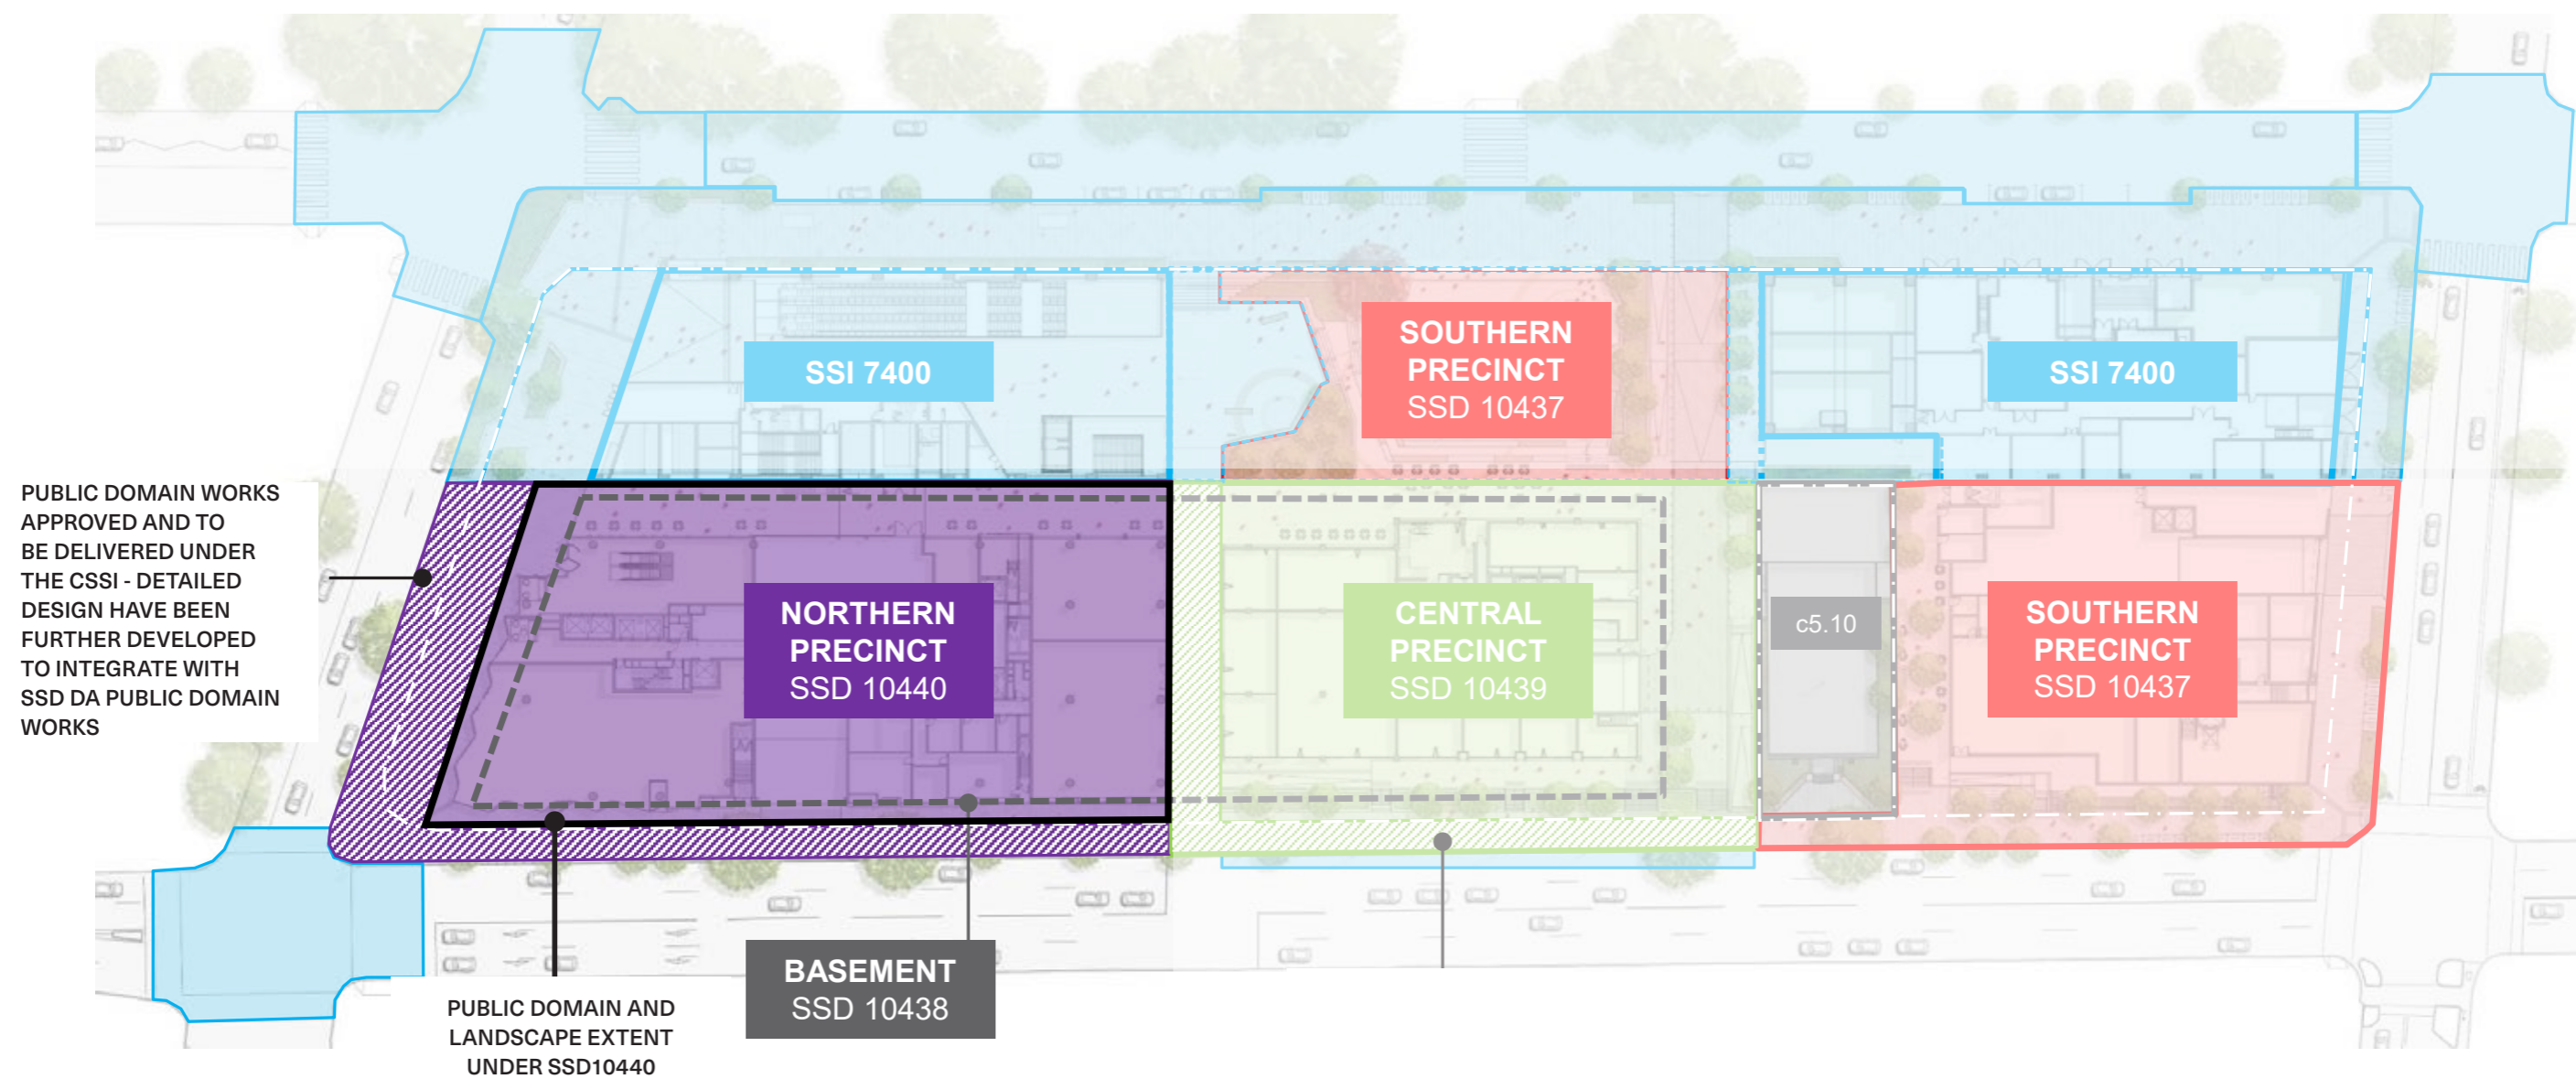 SSI 7400
SOUTHERN
PRECINCT
SSD 10437
SSI 7400
PUBLIC DOMAIN WORKS
APPROVED AND TO
BE DELIVERED UNDER
THE CSSI - DETAILED
DESIGN HAVE BEEN
FURTHER DEVELOPED
TO INTEGRATE WITH
SSD DA PUBLIC DOMAIN
WORKS
NORTHERN
PRECINCT
SSD 10440
CENTRAL
PRECINCT
SSD 10439
c5.10
SOUTHERN
PRECINCT
SSD 10437
BASEMENT
SSD 10438
PUBLIC DOMAIN AND
LANDSCAPE EXTENT
UNDER SSD10440